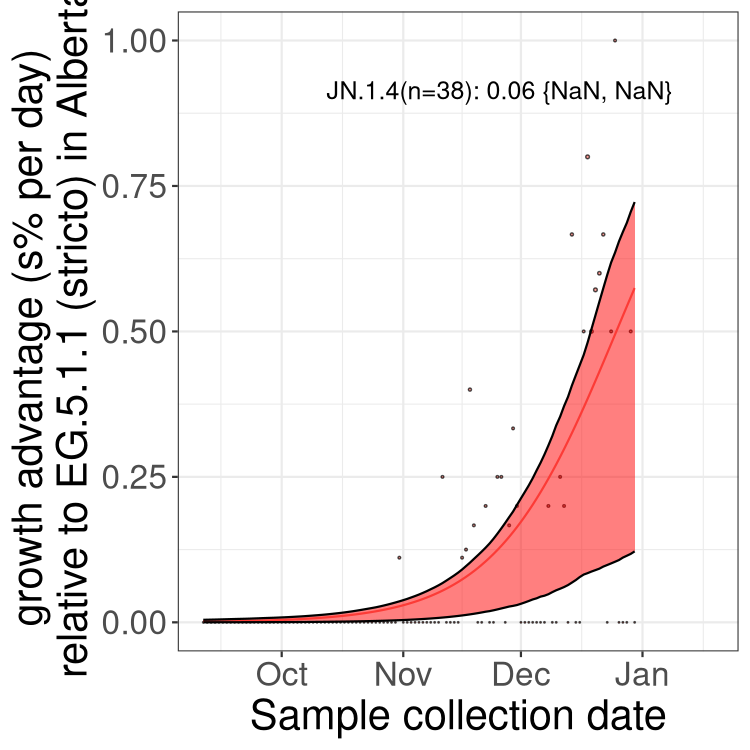 growth advantage (s% per day)
relative to EG.5.1.1 (stricto) in Alberta
1.00
0.75
0.50
0.25
0.00
JN.1.4(n=38): 0.06 {NaN, NaN}
Oct Nov Dec Jan
Sample collection date